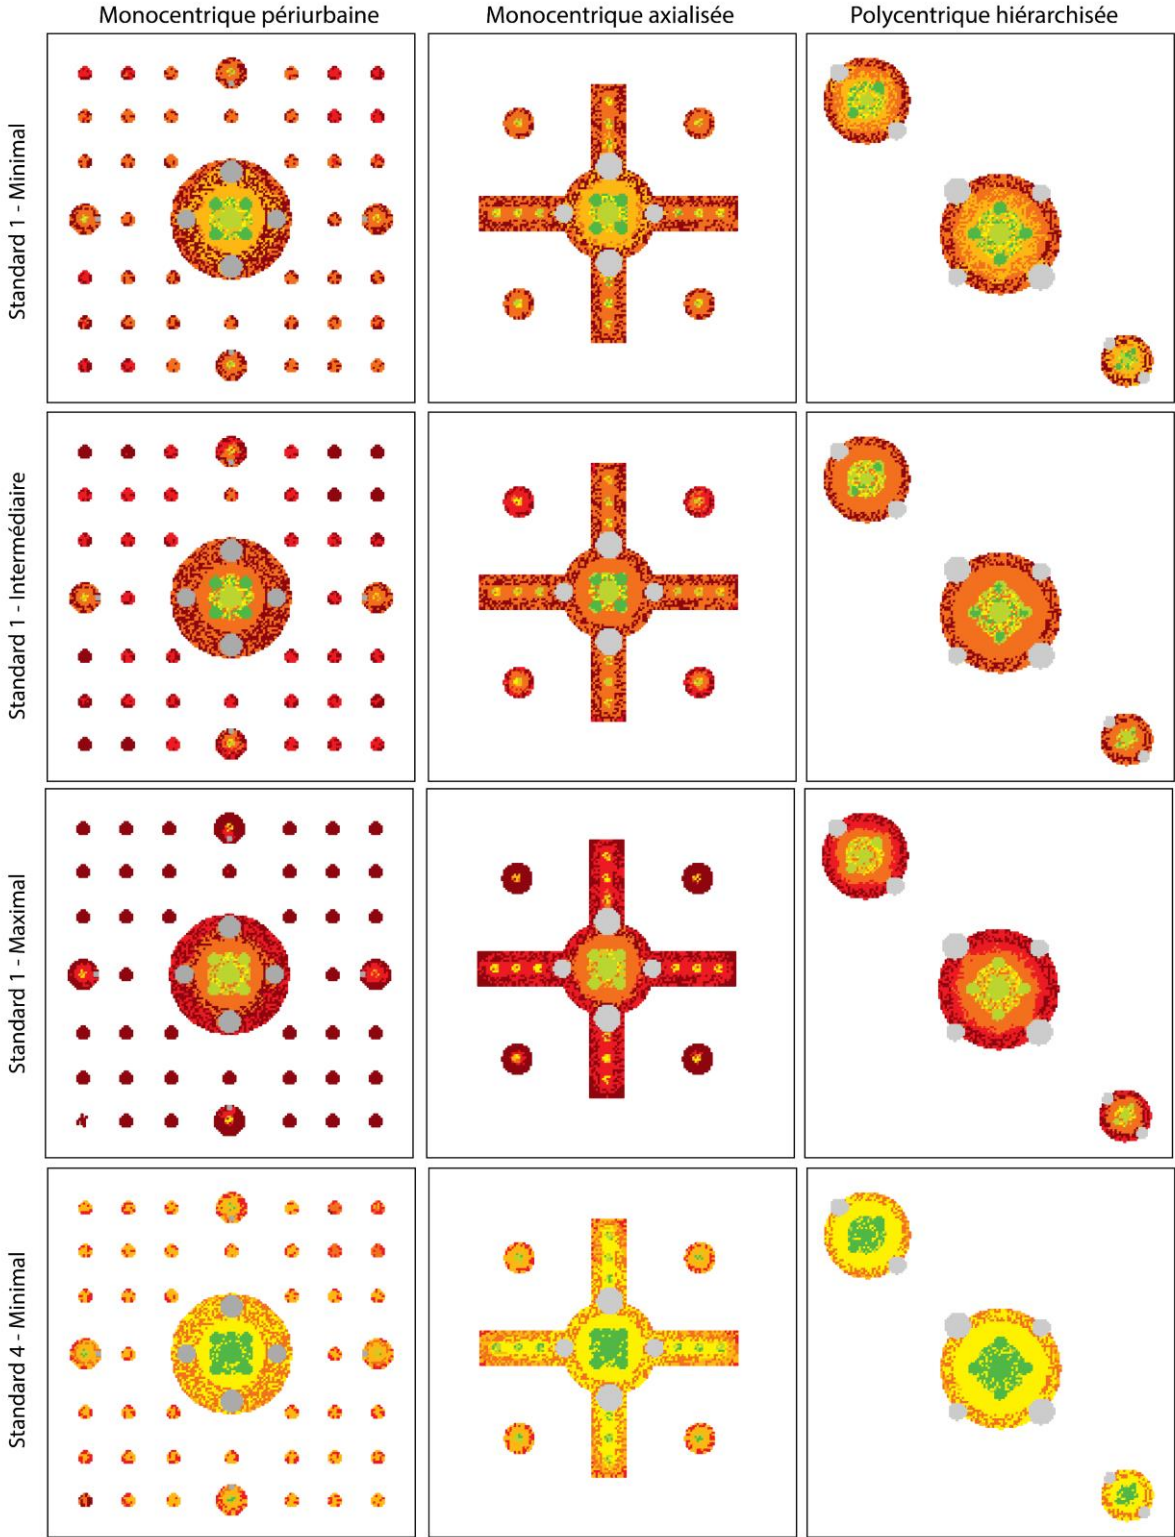 Monocentrique périurbaine
Monocentrique axialisée
Polycentrique hiérarchisée
Standard 1 - Minimal
Standard 1 - Intermédiaire
Standard 1 - Maximal
Standard 4 - Minimal